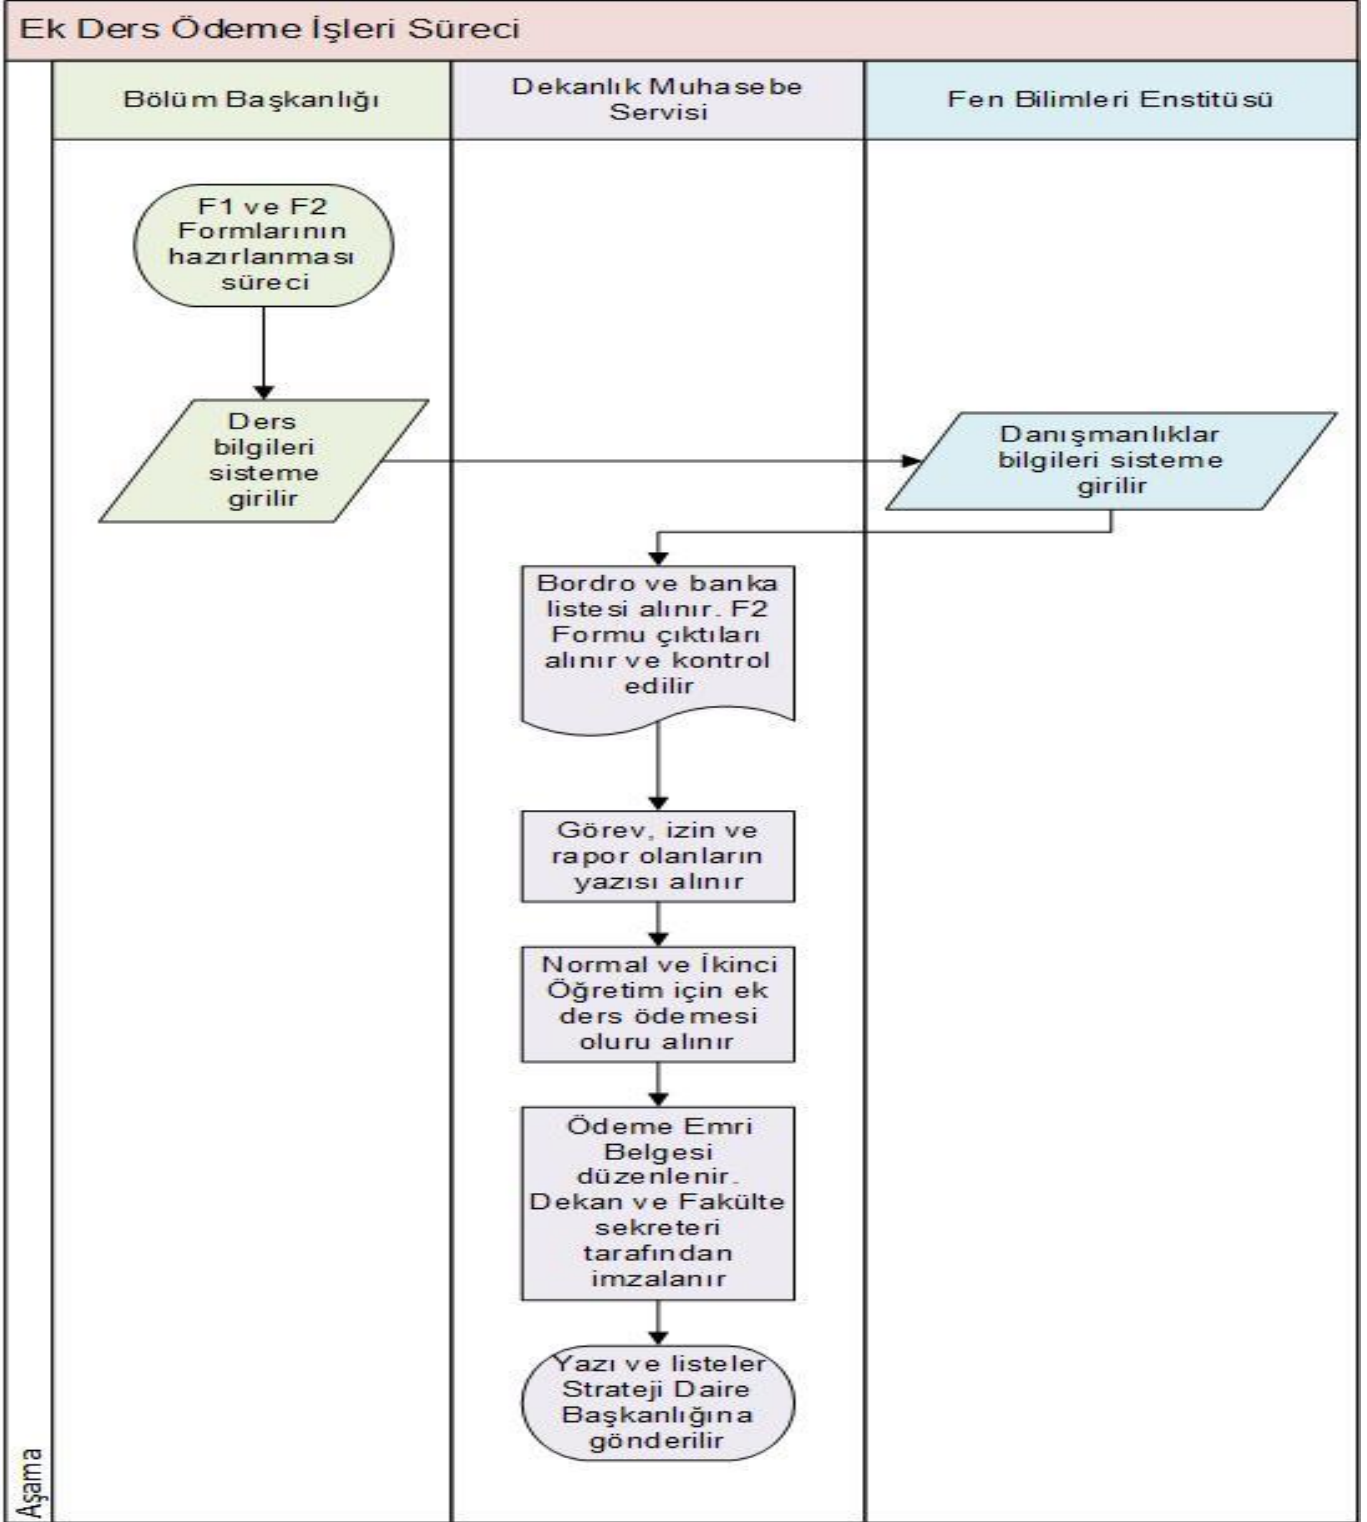 Ek Ders Ödeme İşleri Süreci
Bölüm Başkanlığı
Dekanlık Muhasebe
Servisi
Fen Bilimleri Enstitüsü
F1 ve F2
Formlarının
hazırlanması
süreci
Ders
bilgileri
sisteme
girilir
Danışmanlıklar
bilgileri sisteme
girilir
Bordro ve banka
listesi alınır. F2
Formu çıktıları
alınır ve kontrol
edilir
Görev, izin ve
rapor olanların
yazısı alınır
Normal ve İkinci
Öğretim için ek
ders ödemesi
oluru alınır
Ödeme Emri
Belgesi
düzenlenir.
Dekan ve Fakülte
sekreteri
tarafından
imzalanır
Yazı ve listeler
Strateji Daire
Başkanlığına
gönderilir
Aşama